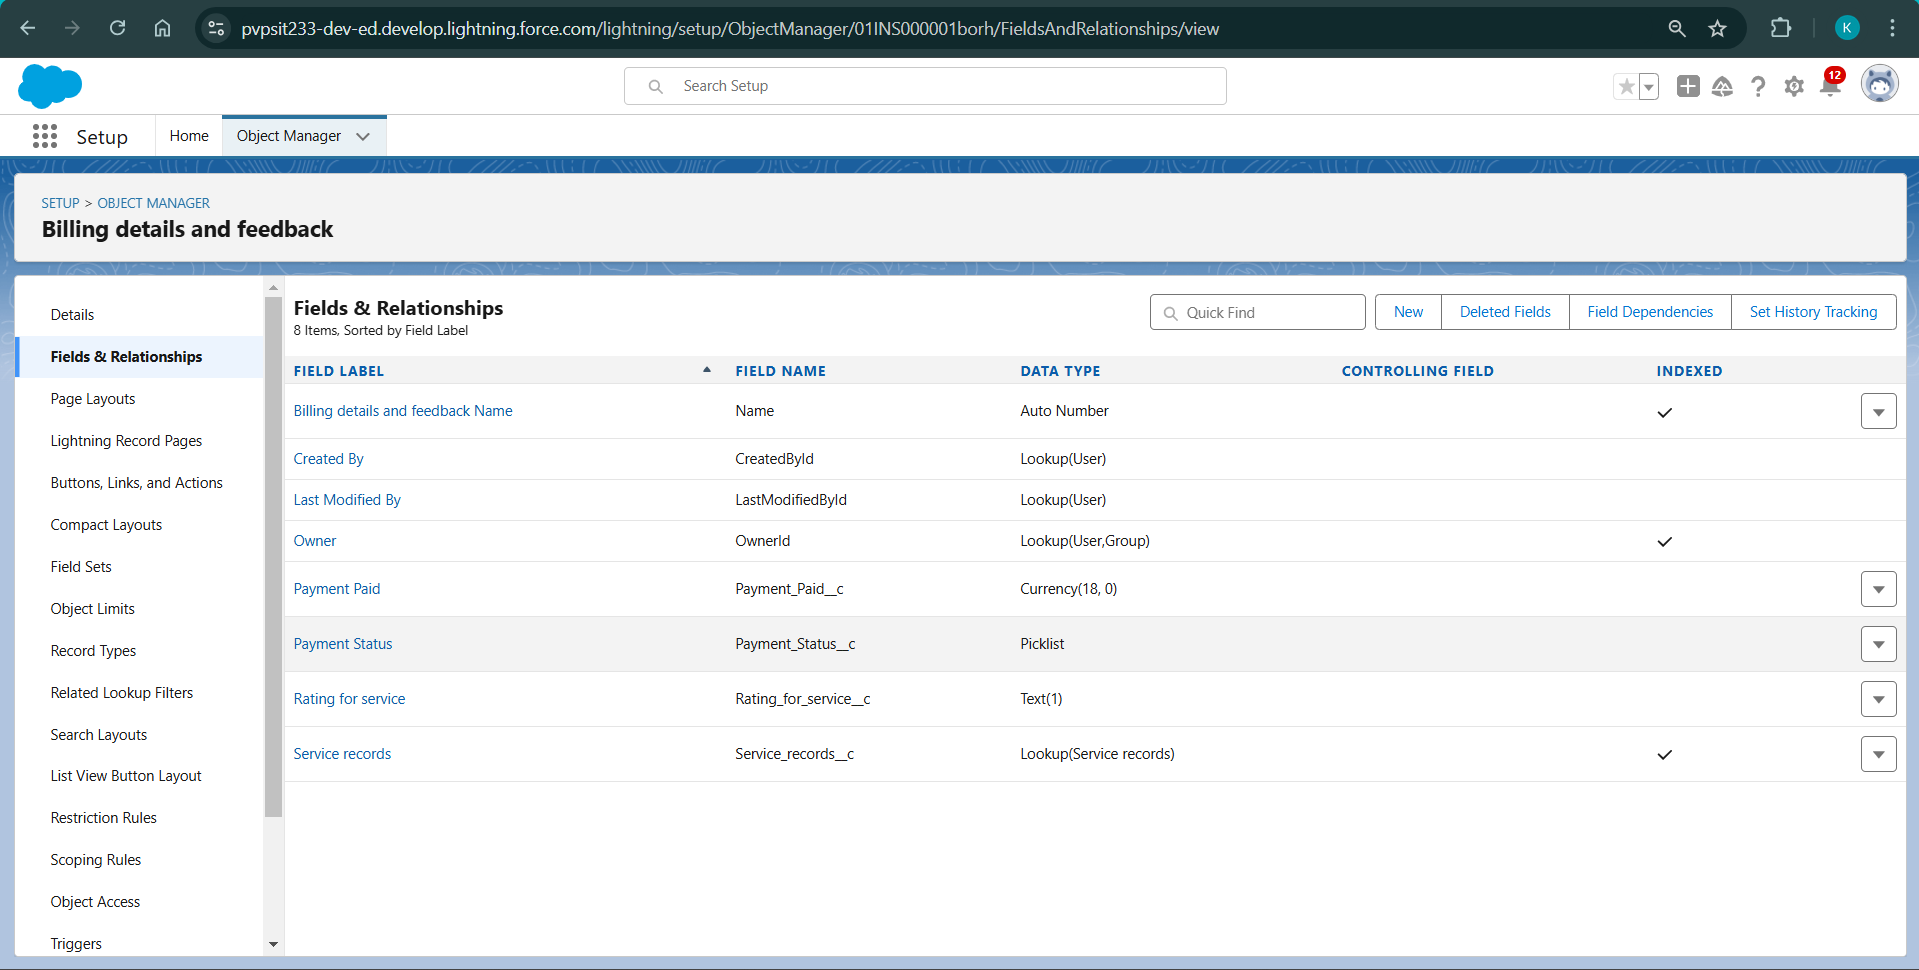 pvpsit233-dev-ed.develop.lightning.force.com/lightning/setup/ObjectManager/01INS000001borh/FieldsAndRelationships/view
K
Search Setup
12
Setup
Home
Object Manager
SETUP > OBJECT MANAGER
Billing details and feedback
Details
Fields & Relationships
Page Layouts
Lightning Record Pages
Buttons, Links, and Actions
Compact Layouts
Field Sets
Object Limits
Record Types
Related Lookup Filters
Search Layouts
List View Button Layout
Restriction Rules
Scoping Rules
Object Access
Triggers
Fields & Relationships
8 Items, Sorted by Field Label
Quick Find
New
Deleted Fields
Field Dependencies
Set History Tracking
FIELD LABEL FIELD NAME DATA TYPE CONTROLLING FIELD INDEXED
Billing details and feedback Name Name Auto Number
Created By CreatedById Lookup(User)
Last Modified By LastModifiedById Lookup(User)
Owner OwnerId Lookup(User,Group)
Payment Paid Payment_Paid__c Currency(18, 0)
Payment Status Payment_Status__c Picklist
Rating for service Rating_for_service__c Text(1)
Service records Service_records__c Lookup(Service records)